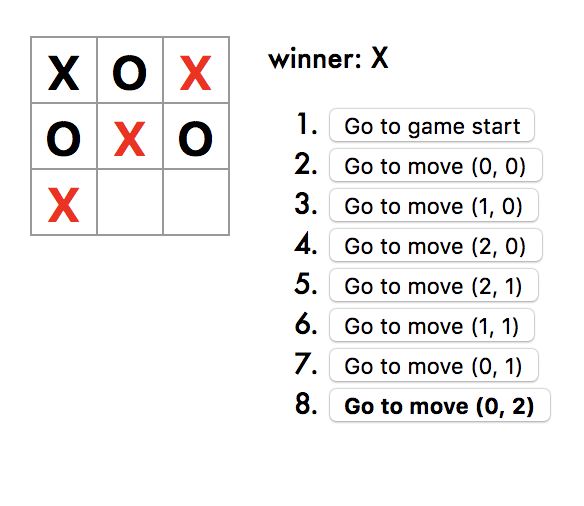 X O X
O X O
X
winner: X
1. Go to game start
2. Go to move (0, 0)
3. Go to move (1, 0)
4. Go to move (2, 0)
5. Go to move (2, 1)
6. Go to move (1, 1)
7. Go to move (0, 1)
8. Go to move (0, 2)